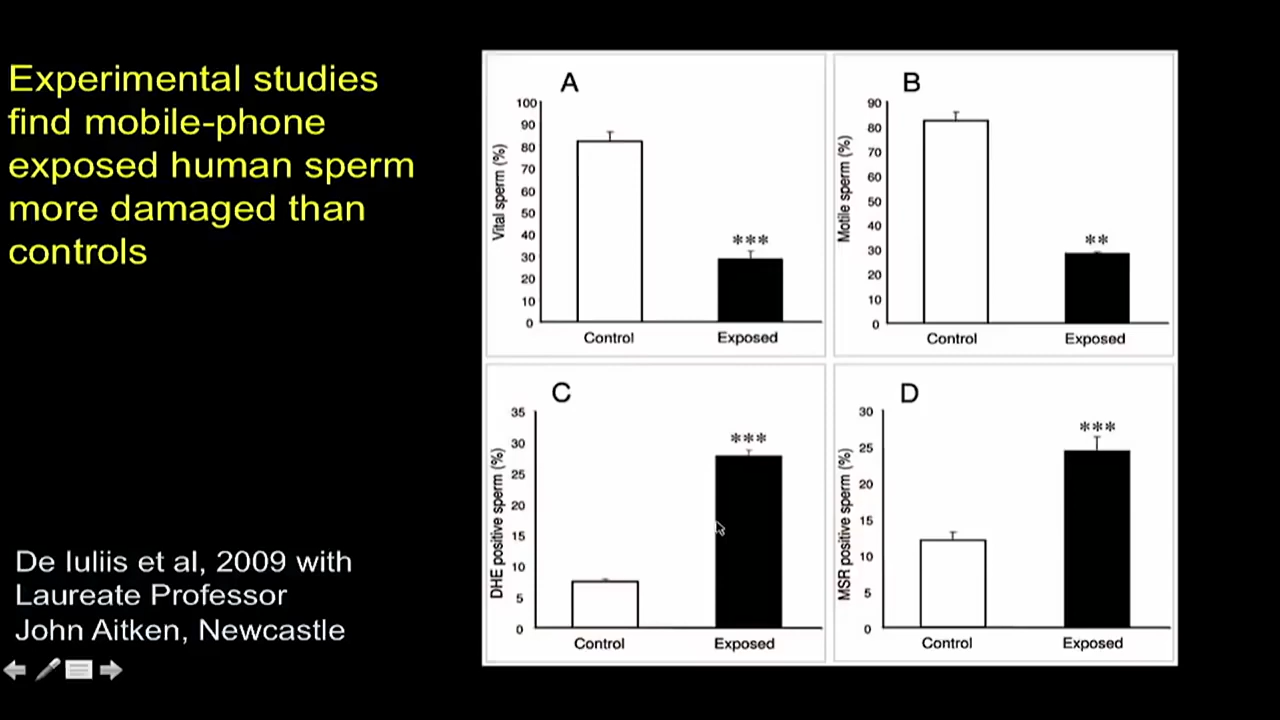 Experimental studies
find mobile-phone
exposed human sperm
more damaged than
controls
A
Vital sperm (%)
100
90
80
70
60
50
40
30
20
10
0
***
Control
Exposed
B
Motile sperm (%)
90
80
70
60
50
40
30
20
10
0
**
Control
Exposed
C
DHE positive sperm (%)
35
30
25
20
15
10
5
0
***
Control
Exposed
D
MSR positive sperm (%)
30
25
20
15
10
5
0
***
Control
Exposed
De Iuliis et al, 2009 with
Laureate Professor
John Aitken, Newcastle